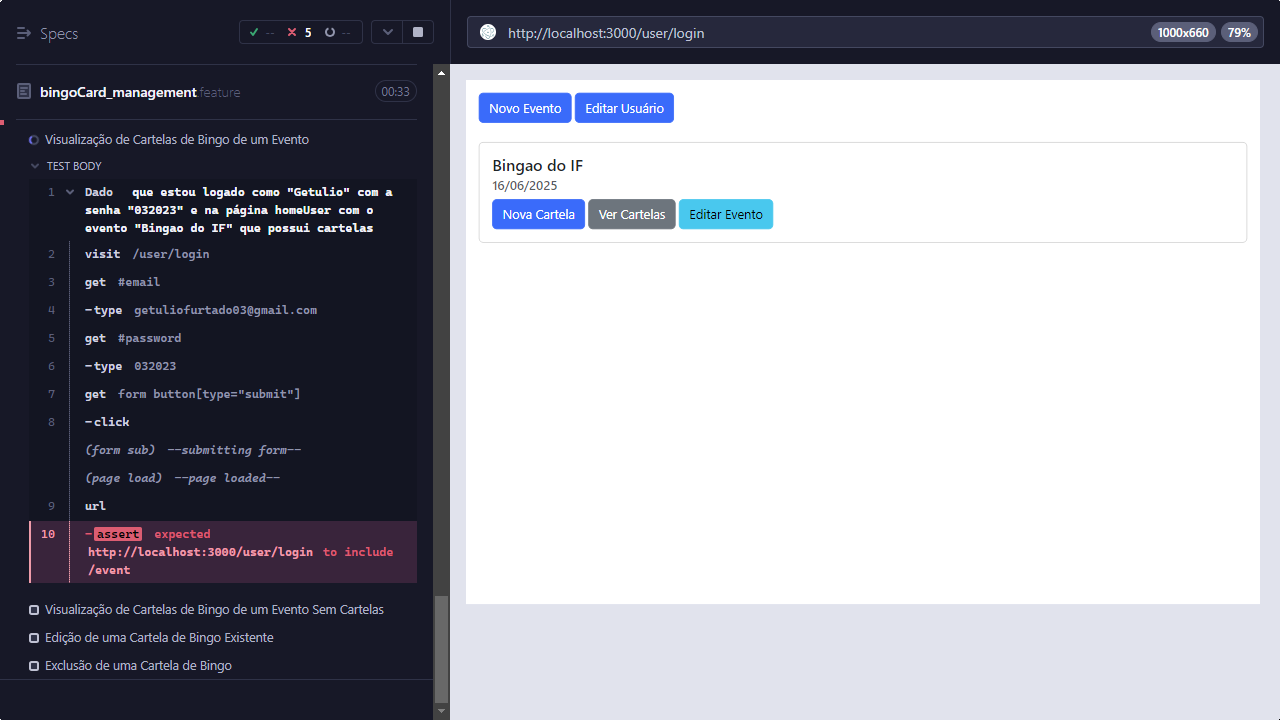 Specs
-- 5 --
bingoCard_management feature
00:33
Visualização de Cartelas de Bingo de um Evento
TEST BODY
1 Dado que estou logado como "Getulio" com a
senha "032023" e na página homeUser com o
evento "Bingao do IF" que possui cartelas
2 visit /user/login
3 get #email
4 -type getuliofurtado03@gmail.com
5 get #password
6 -type 032023
7 get form button[type="submit"]
8 -click
(form sub) --submitting form--
(page load) --page loaded--
9 url
10 -assert expected
http://localhost:3000/user/login to include
/event
Visualização de Cartelas de Bingo de um Evento Sem Cartelas
Edição de uma Cartela de Bingo Existente
Exclusão de uma Cartela de Bingo
http://localhost:3000/user/login 1000x660 79%
Novo Evento Editar Usuário
Bingao do IF
16/06/2025
Nova Cartela Ver Cartelas Editar Evento